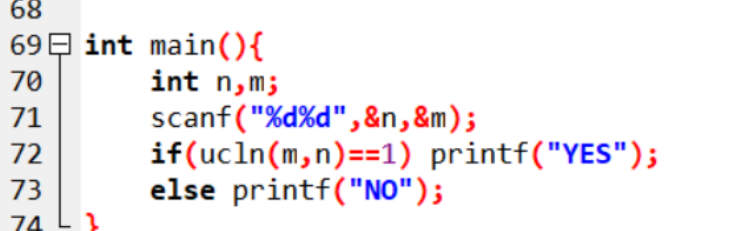 68
69 int main(){
70 int n,m;
71 scanf("%d%d",&n,&m);
72 if(ucln(m,n)==1) printf("YES");
73 else printf("NO");
74 }